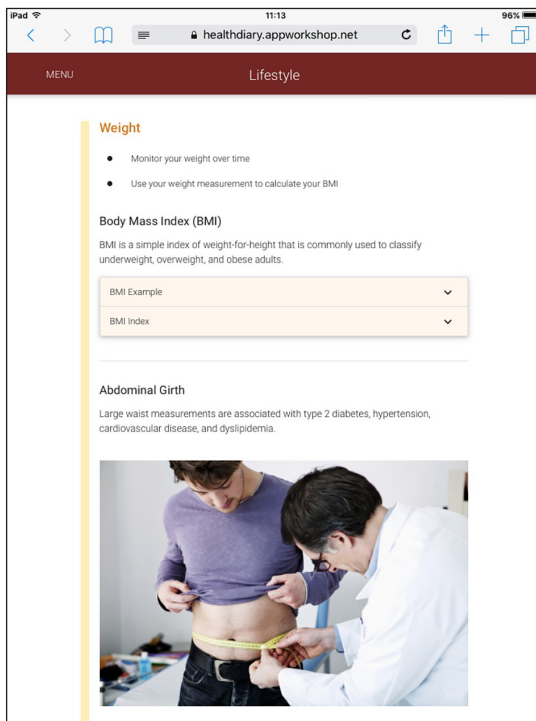 iPad
11:13
96%
healthdiary.appworkshop.net
MENU
Lifestyle
Weight
Monitor your weight over time
Use your weight measurement to calculate your BMI
Body Mass Index (BMI)
BMI is a simple index of weight-for-height that is commonly used to classify
underweight, overweight, and obese adults.
BMI Example
BMI Index
Abdominal Girth
Large waist measurements are associated with type 2 diabetes, hypertension,
cardiovascular disease, and dyslipidemia.